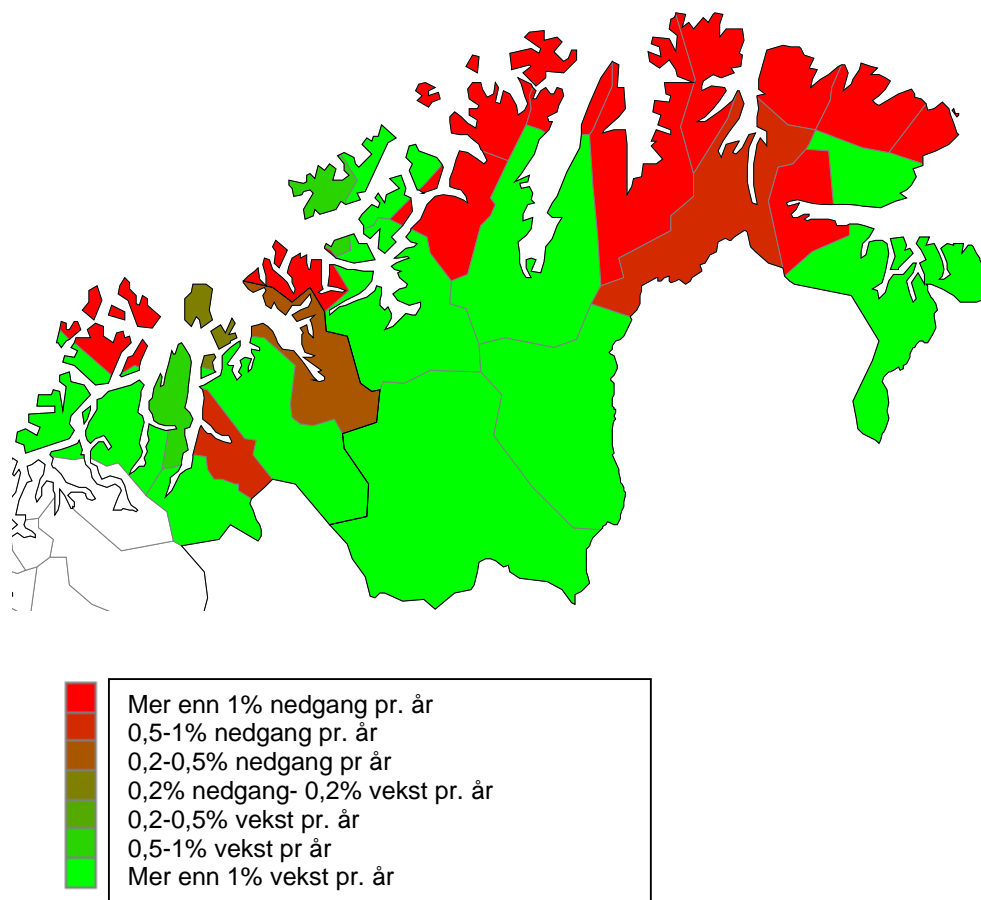 Mer enn 1% nedgang pr. år
0,5-1% nedgang pr. år
0,2-0,5% nedgang pr år
0,2% nedgang- 0,2% vekst pr. år
0,2-0,5% vekst pr. år
0,5-1% vekst pr år
Mer enn 1% vekst pr. år